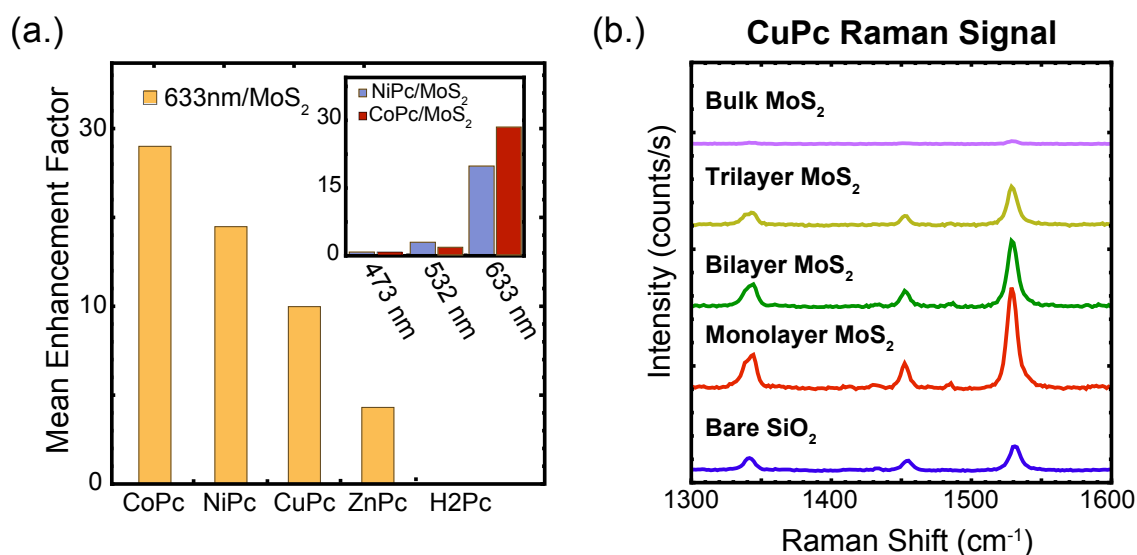 (a.)
Mean Enhancement Factor
30
10
0
633nm/MoS₂
NiPc/MoS₂
CoPc/MoS₂
30
15
0
473 nm
532 nm
633 nm
CoPc NiPc CuPc ZnPc H2Pc
(b.)
CuPc Raman Signal
Intensity (counts/s)
Bulk MoS₂
Trilayer MoS₂
Bilayer MoS₂
Monolayer MoS₂
Bare SiO₂
1300 1400 1500 1600
Raman Shift (cm⁻¹)